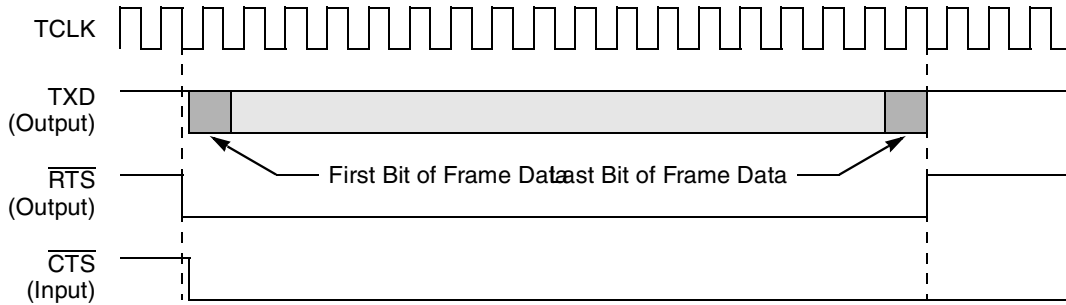 TCLK
TXD
(Output)
First Bit of Frame Data
Last Bit of Frame Data
RTS
(Output)
CTS
(Input)